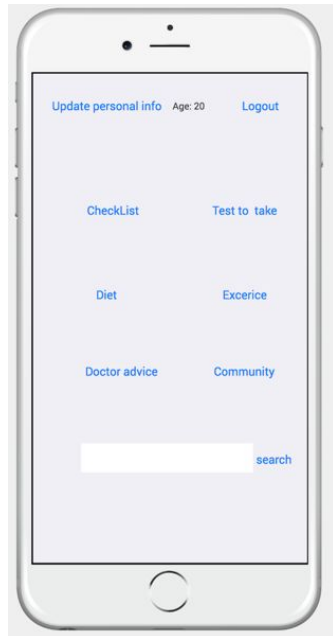 Update personal info Age: 20 Logout
CheckList Test to take
Diet Excerice
Doctor advice Community
search